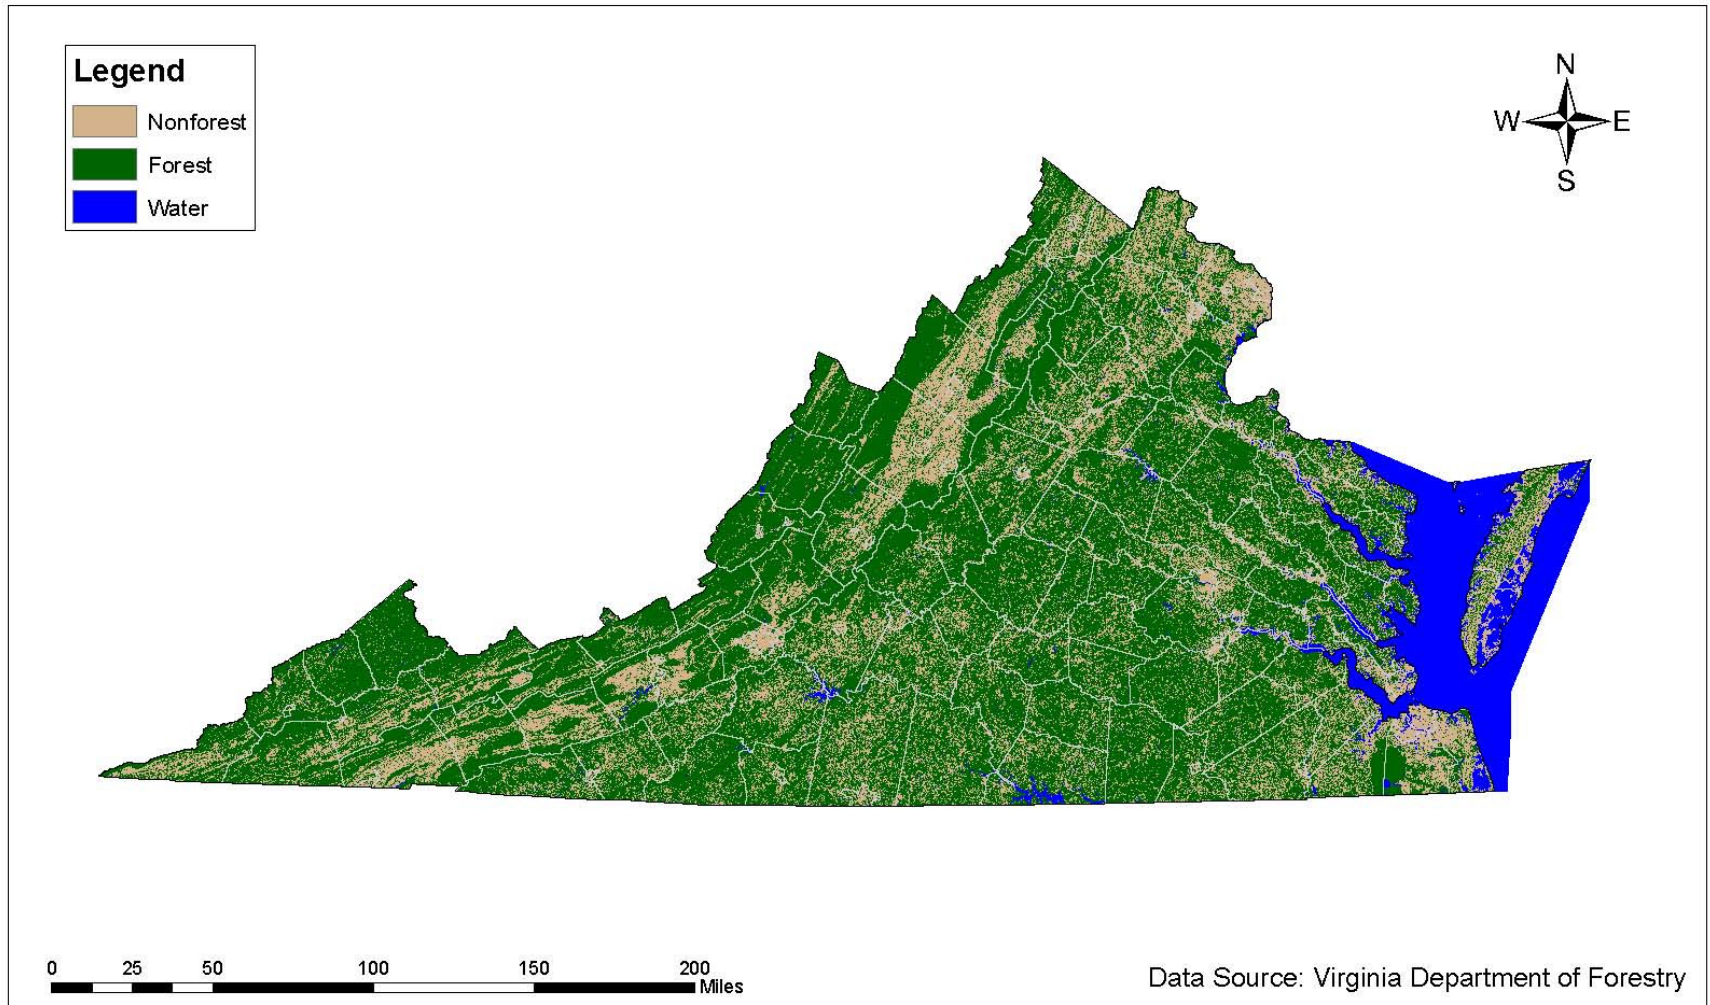 Legend
Nonforest
Forest
Water
N
W E
S
0 25 50 100 150 200
Miles
Data Source: Virginia Department of Forestry